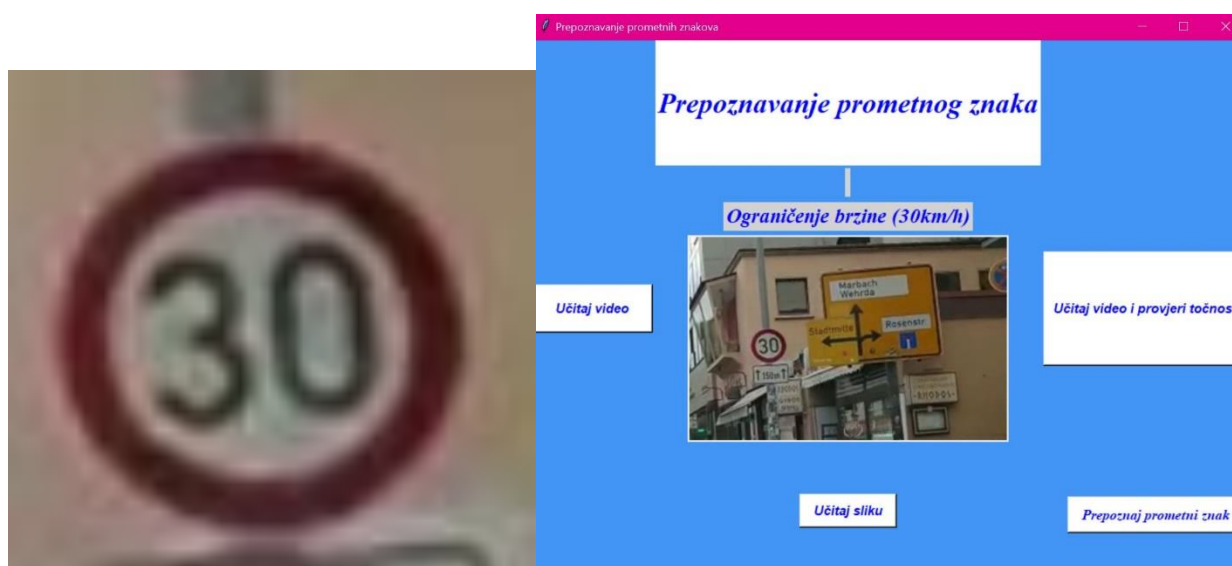 30
Prepoznavanje prometnih znakova
Prepoznavanje prometnog znaka
Ograničenje brzine (30km/h)
Marbach
Wehrda
Stadtmitte
Rosenstr.
30
150m
Učitaj video
Učitaj video i provjeri točnos
Učitaj sliku
Prepoznaj prometni znak